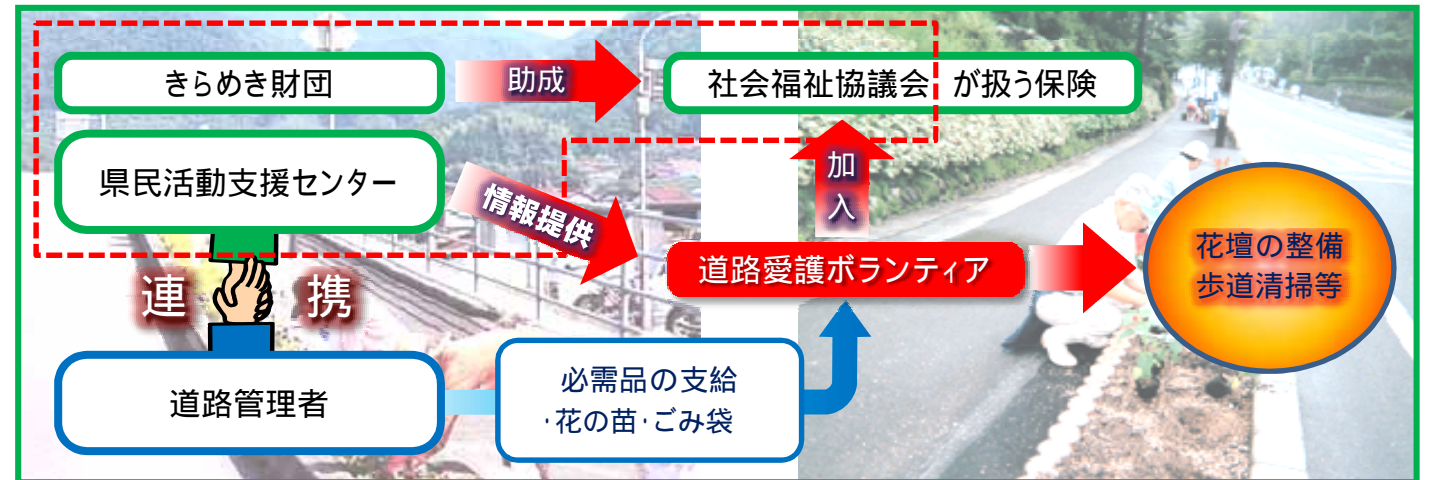 きらめき財団
助成
社会福祉協議会 が扱う保険
県民活動支援センター
情報提供
加入
道路愛護ボランティア
花壇の整備
歩道清掃等
連携
道路管理者
必需品の支給
・花の苗・ごみ袋